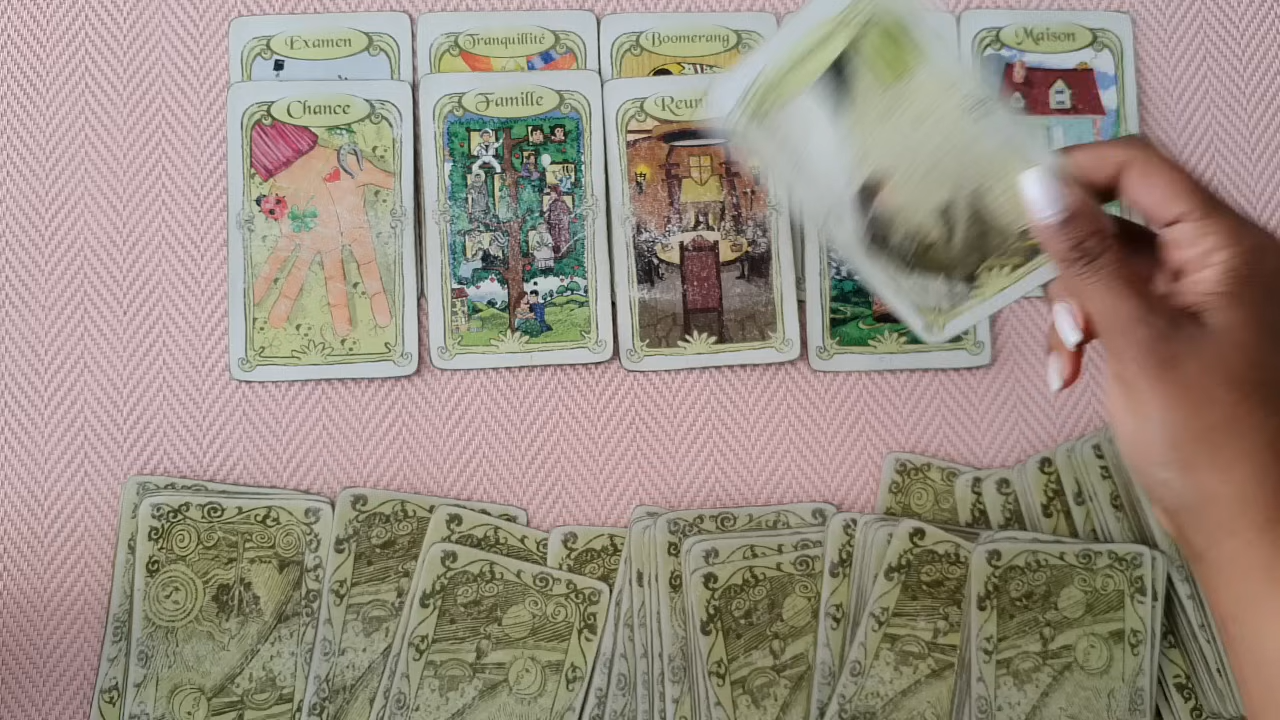 Examen
Tranquillité
Boomerang
Maison
Chance
Famille